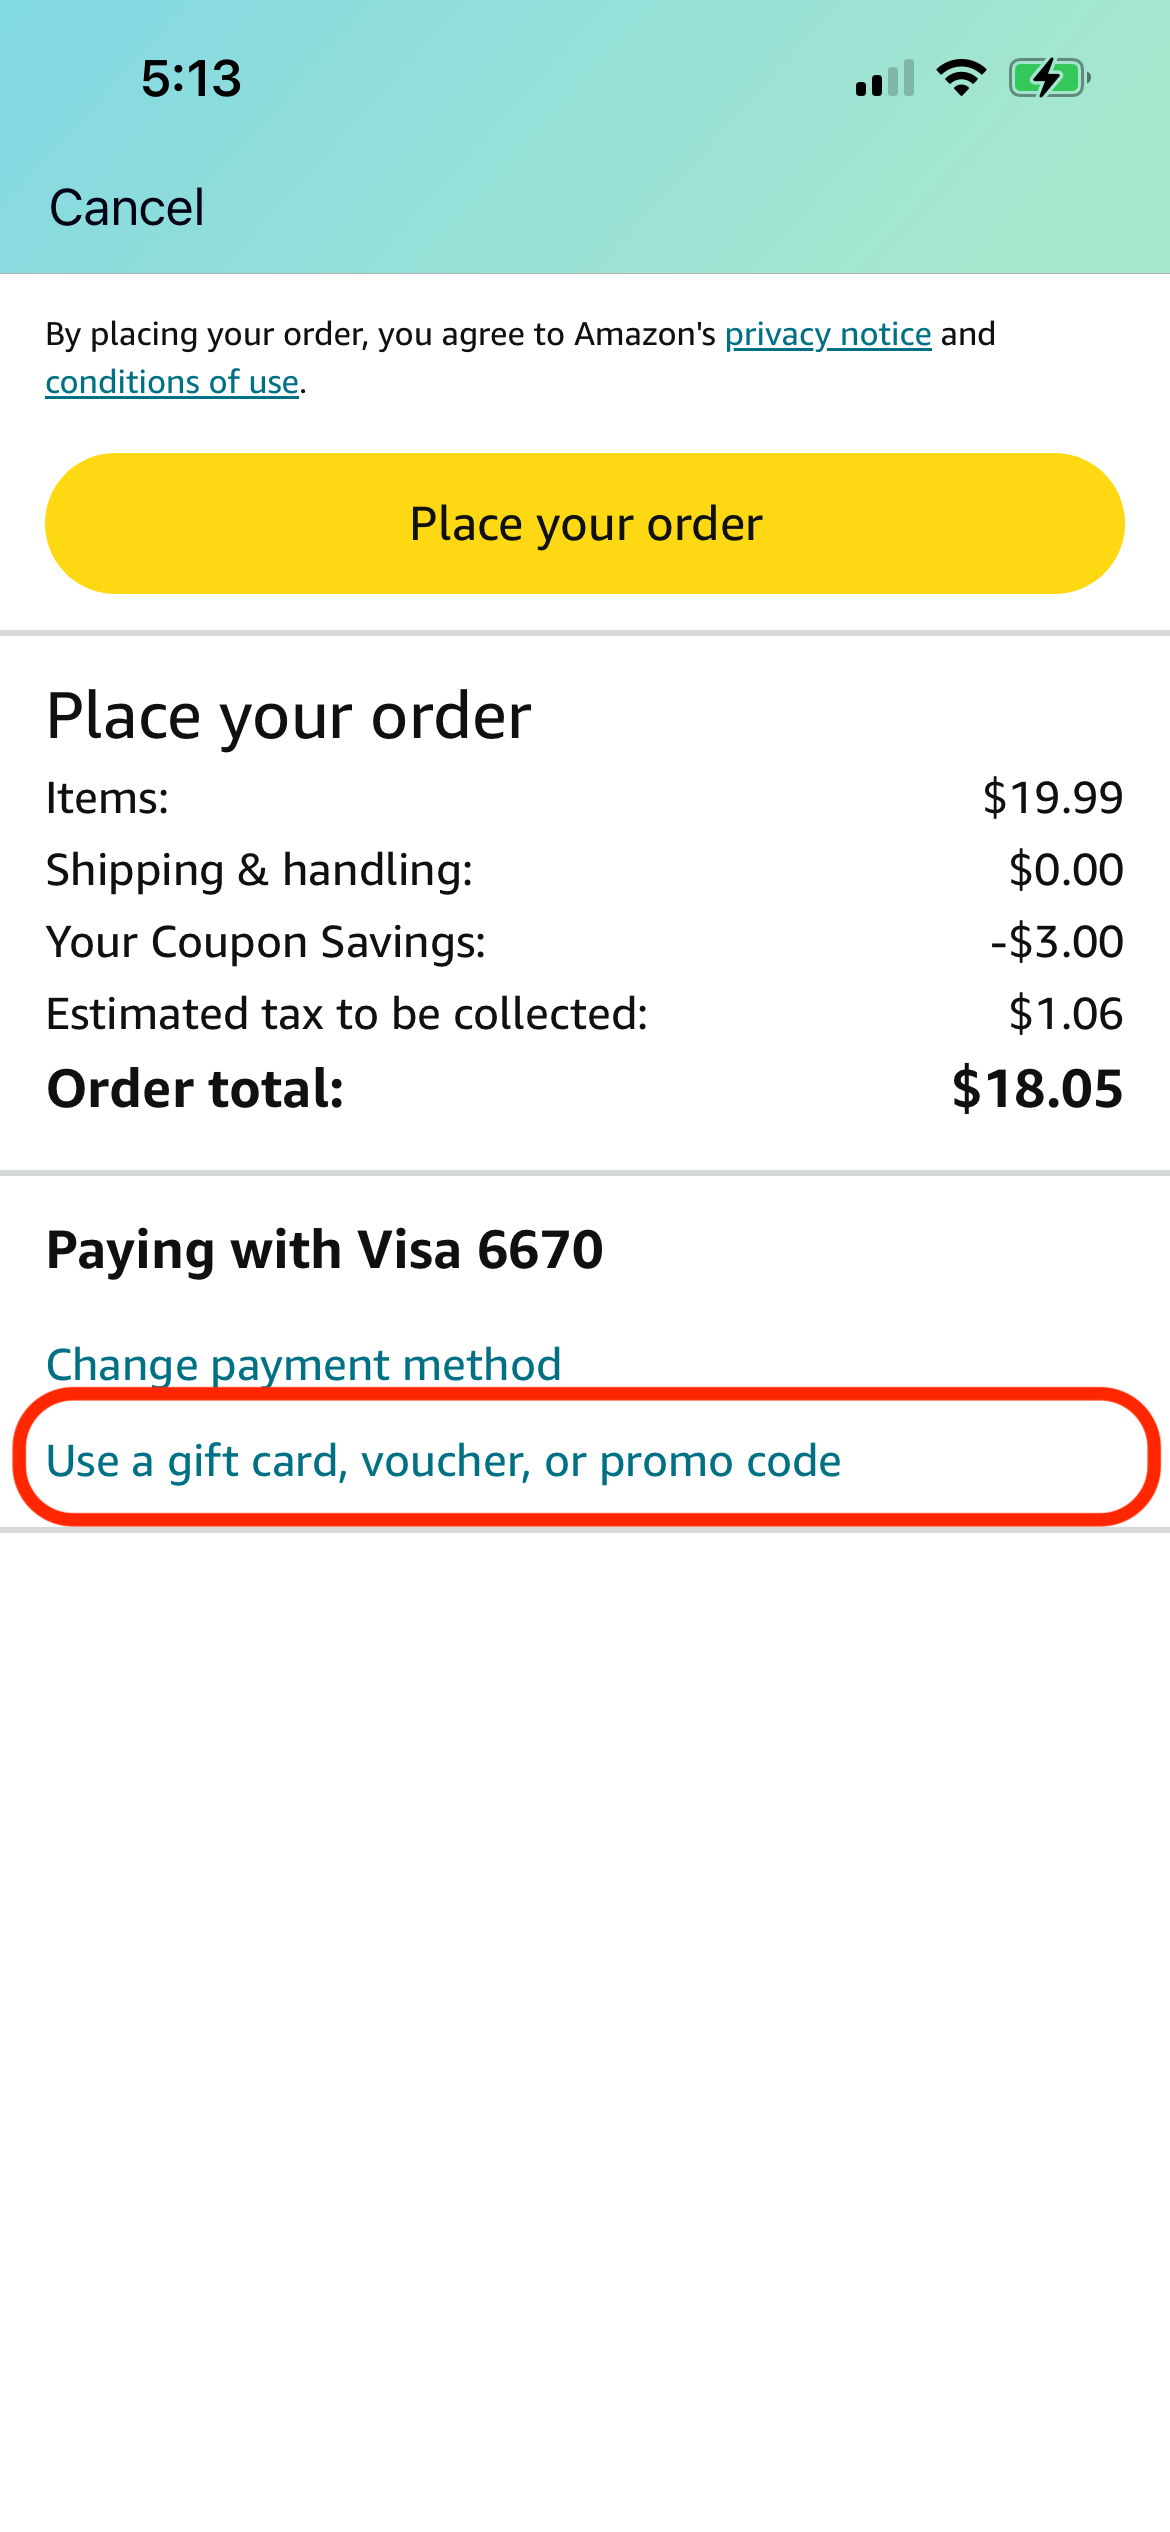 5:13
Cancel
By placing your order, you agree to Amazon's privacy notice and
conditions of use.
Place your order
Place your order
Items: $19.99
Shipping & handling: $0.00
Your Coupon Savings: -$3.00
Estimated tax to be collected: $1.06
Order total: $18.05
Paying with Visa 6670
Change payment method
Use a gift card, voucher, or promo code